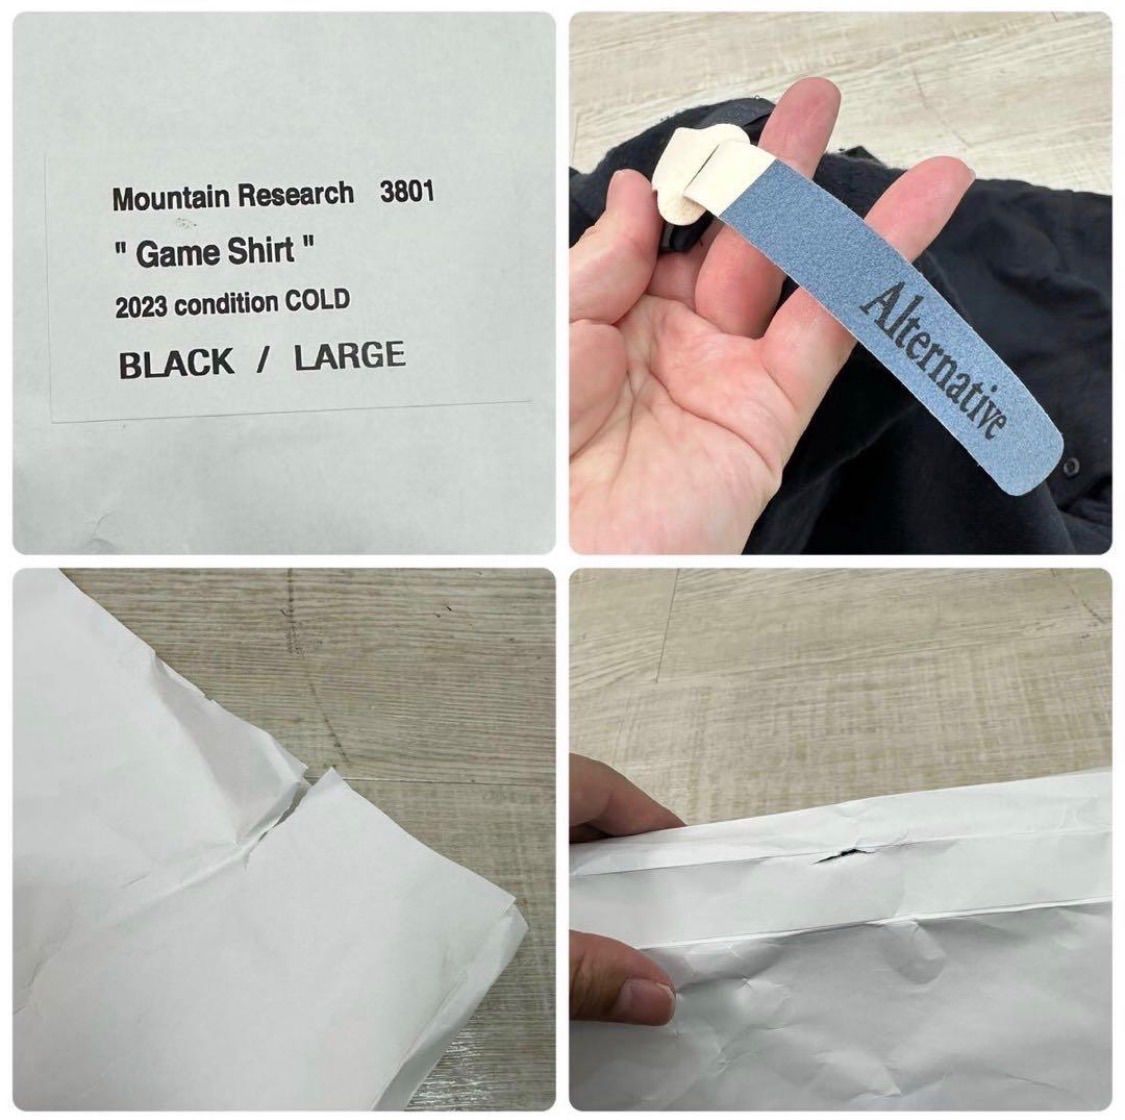 Mountain Research 3801
" Game Shirt "
2023 condition COLD
BLACK / LARGE
Alternative